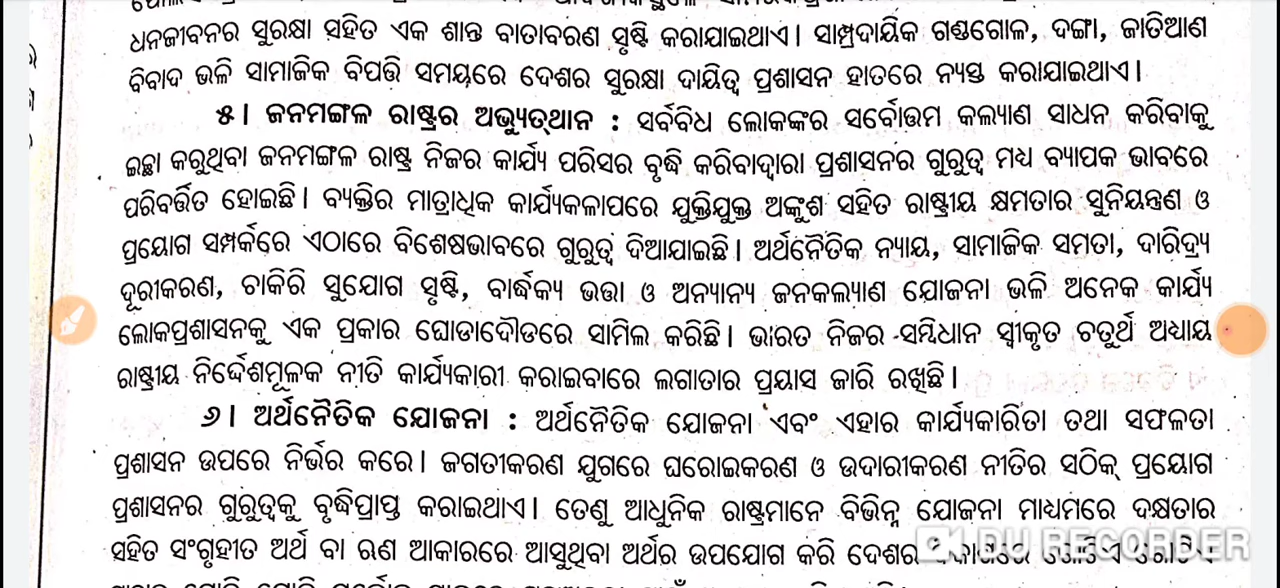 ଧନଜୀବନର ସୁରକ୍ଷା ସହିତ ଏକ ଶାନ୍ତ ବାତାବରଣ ସୃଷ୍ଟି କରାଯାଇଥାଏ। ସାମ୍ପ୍ରଦାୟିକ ଗଣ୍ଡଗୋଳ, ଦଙ୍ଗା, ଜାତିଆଣ
ବିବାଦ ଭଳି ସାମାଜିକ ବିପତ୍ତି ସମୟରେ ଦେଶର ସୁରକ୍ଷା ଦାୟିତ୍ୱ ପ୍ରଶାସନ ହାତରେ ନ୍ୟସ୍ତ କରାଯାଇଥାଏ।
୫। ଜନମଙ୍ଗଳ ରାଷ୍ଟ୍ରର ଅଭ୍ୟୁତ୍‌ଥାନ : ସର୍ବବିଧ ଲୋକଙ୍କର ସର୍ବୋତ୍ତମ କଲ୍ୟାଣ ସାଧନ କରିବାକୁ
ଇଚ୍ଛା କରୁଥିବା ଜନମଙ୍ଗଳ ରାଷ୍ଟ୍ର ନିଜର କାର୍ଯ୍ୟ ପରିସର ବୃଦ୍ଧି କରିବାଦ୍ୱାରା ପ୍ରଶାସନର ଗୁରୁତ୍ୱ ମଧ୍ୟ ବ୍ୟାପକ ଭାବରେ
ପରିବର୍ତ୍ତିତ ହୋଇଛି। ବ୍ୟକ୍ତିର ମାତ୍ରାଧିକ କାର୍ଯ୍ୟକଳାପରେ ଯୁକ୍ତିଯୁକ୍ତ ଅଙ୍କୁଶ ସହିତ ରାଷ୍ଟ୍ରୀୟ କ୍ଷମତାର ସୁନିୟନ୍ତ୍ରଣ ଓ
ପ୍ରୟୋଗ ସମ୍ପର୍କରେ ଏଠାରେ ବିଶେଷଭାବରେ ଗୁରୁତ୍ୱ ଦିଆଯାଇଛି। ଅର୍ଥନୈତିକ ନ୍ୟାୟ, ସାମାଜିକ ସମତା, ଦାରିଦ୍ର୍ୟ
ଦୂରୀକରଣ, ଚାକିରି ସୁଯୋଗ ସୃଷ୍ଟି, ବାର୍ଦ୍ଧକ୍ୟ ଭତ୍ତା ଓ ଅନ୍ୟାନ୍ୟ ଜନକଲ୍ୟାଣ ଯୋଜନା ଭଳି ଅନେକ କାର୍ଯ୍ୟ
ଲୋକପ୍ରଶାସନକୁ ଏକ ପ୍ରକାର ଘୋଡାଦୌଡରେ ସାମିଲ କରିଛି। ଭାରତ ନିଜର ସମ୍ବିଧାନ ସ୍ୱୀକୃତ ଚତୁର୍ଥ ଅଧ୍ୟାୟ
ରାଷ୍ଟ୍ରୀୟ ନିର୍ଦ୍ଦେଶମୂଳକ ନୀତି କାର୍ଯ୍ୟକାରୀ କରାଇବାରେ ଲଗାତାର ପ୍ରୟାସ ଜାରି ରଖିଛି।
୬। ଅର୍ଥନୈତିକ ଯୋଜନା : ଅର୍ଥନୈତିକ ଯୋଜନା ଏବଂ ଏହାର କାର୍ଯ୍ୟକାରିତା ତଥା ସଫଳତା
ପ୍ରଶାସନ ଉପରେ ନିର୍ଭର କରେ। ଜଗତୀକରଣ ଯୁଗରେ ଘରୋଇକରଣ ଓ ଉଦାରୀକରଣ ନୀତିର ସଠିକ୍ ପ୍ରୟୋଗ
ପ୍ରଶାସନର ଗୁରୁତ୍ୱକୁ ବୃଦ୍ଧିପ୍ରାପ୍ତ କରାଇଥାଏ। ତେଣୁ ଆଧୁନିକ ରାଷ୍ଟ୍ରମାନେ ବିଭିନ୍ନ ଯୋଜନା ମାଧ୍ୟମରେ ଦକ୍ଷତାର
ସହିତ ସଂଗୃହୀତ ଅର୍ଥ ବା ଋଣ ଆକାରରେ ଆସୁଥିବା ଅର୍ଥର ଉପଯୋଗ କରି ଦେଶର
DU RECORDER